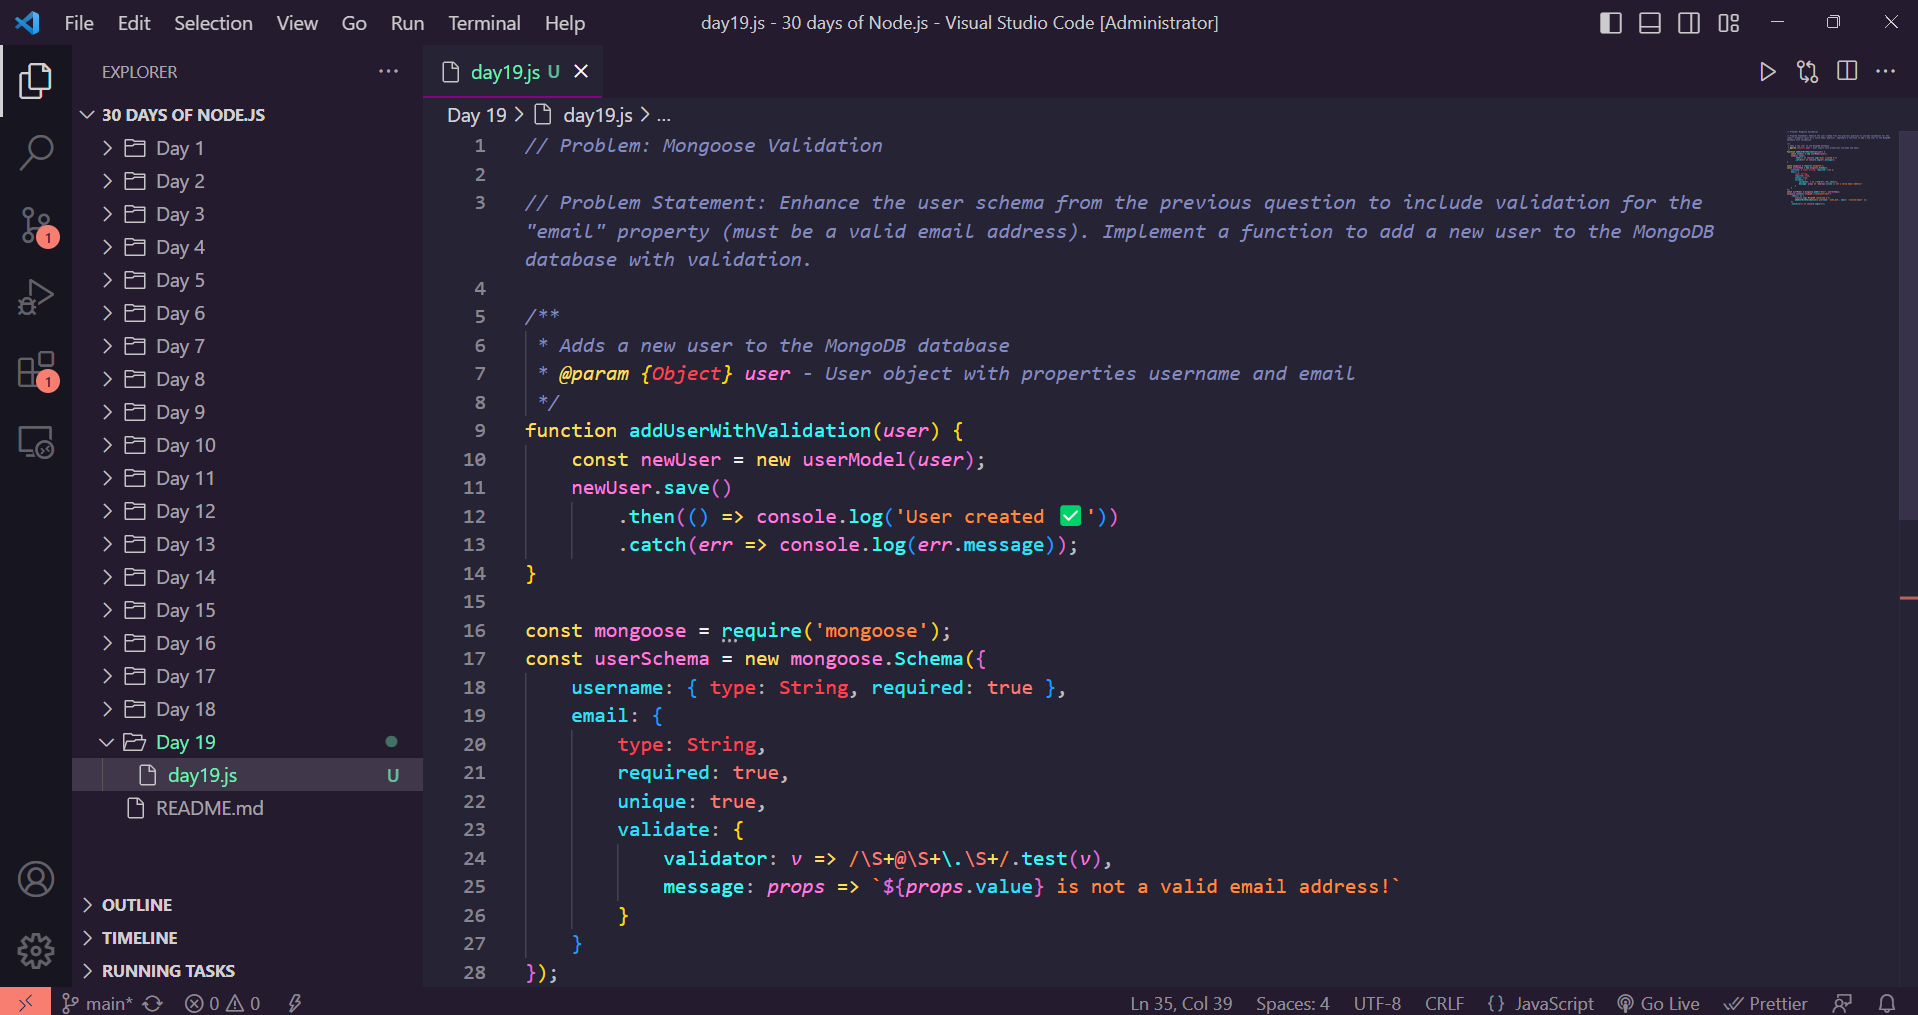 File Edit Selection View Go Run Terminal Help
day19.js - 30 days of Node.js - Visual Studio Code [Administrator]
EXPLORER
30 DAYS OF NODE.JS
Day 1
Day 2
Day 3
Day 4
Day 5
Day 6
Day 7
Day 8
Day 9
Day 10
Day 11
Day 12
Day 13
Day 14
Day 15
Day 16
Day 17
Day 18
Day 19
day19.js U
README.md
OUTLINE
TIMELINE
RUNNING TASKS
1
1
day19.js U
Day 19 > day19.js > ...
1 // Problem: Mongoose Validation
2
3 // Problem Statement: Enhance the user schema from the previous question to include validation for the
"email" property (must be a valid email address). Implement a function to add a new user to the MongoDB
database with validation.
4
5 /**
6  * Adds a new user to the MongoDB database
7  * @param {Object} user - User object with properties username and email
8  */
9 function addUserWithValidation(user) {
10     const newUser = new userModel(user);
11     newUser.save()
12         .then(() => console.log('User created ✅'))
13         .catch(err => console.log(err.message));
14 }
15
16 const mongoose = require('mongoose');
17 const userSchema = new mongoose.Schema({
18     username: { type: String, required: true },
19     email: {
20         type: String,
21         required: true,
22         unique: true,
23         validate: {
24             validator: v => /\S+@\S+\.\S+/.test(v),
25             message: props => `${props.value} is not a valid email address!`
26         }
27     }
28 });
main* 0 0
Ln 35, Col 39 Spaces: 4 UTF-8 CRLF {} JavaScript Go Live Prettier